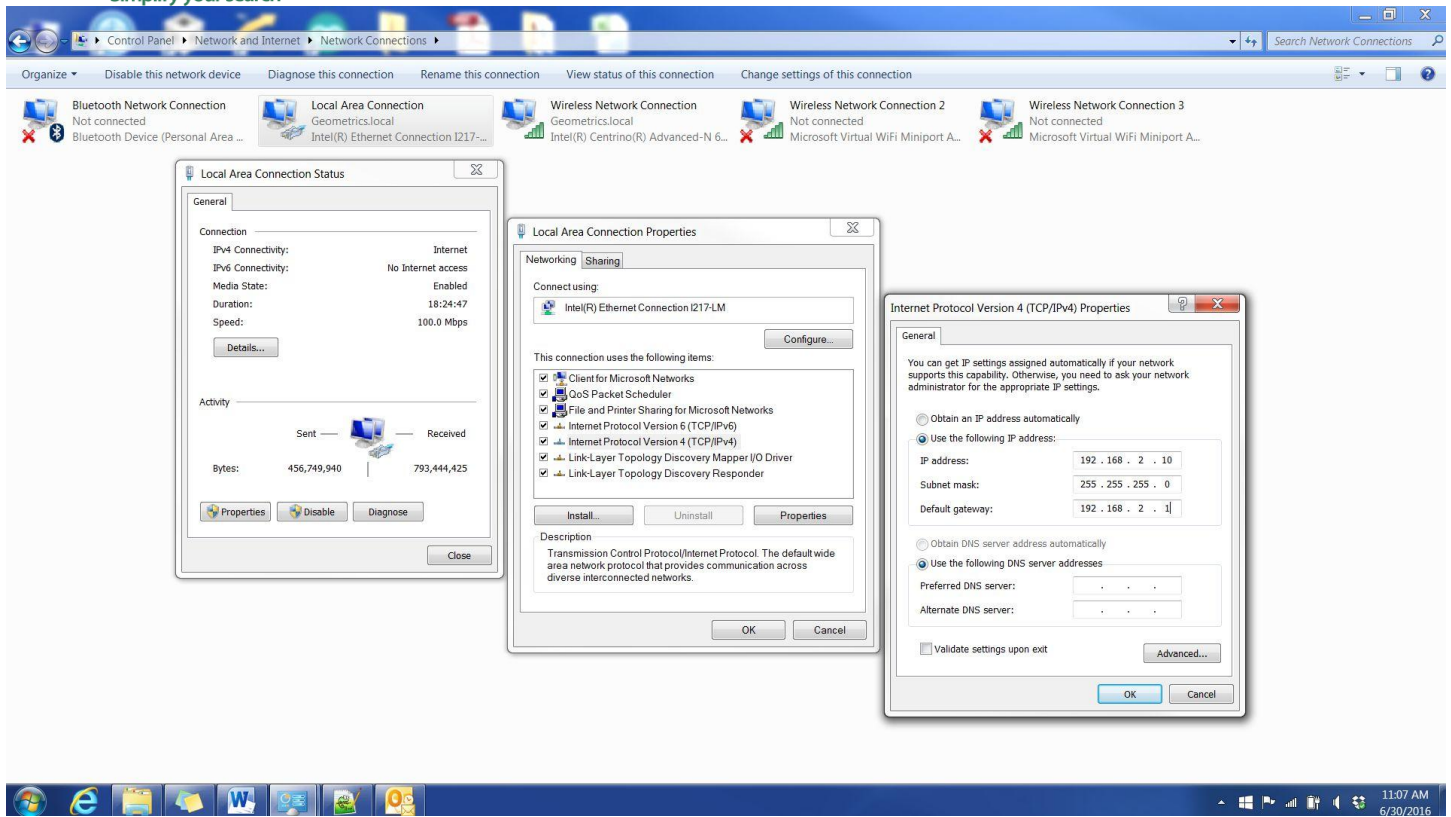 Simplify your search
Control Panel Network and Internet Network Connections
Search Network Connections
Organize Disable this network device Diagnose this connection Rename this connection View status of this connection Change settings of this connection
Bluetooth Network Connection
Not connected
Bluetooth Device (Personal Area ...
Local Area Connection
Geometrics.local
Intel(R) Ethernet Connection I217-...
Wireless Network Connection
Geometrics.local
Intel(R) Centrino(R) Advanced-N 6...
Wireless Network Connection 2
Not connected
Microsoft Virtual WiFi Miniport A...
Wireless Network Connection 3
Not connected
Microsoft Virtual WiFi Miniport A...
Local Area Connection Status
General
Connection
IPv4 Connectivity: Internet
IPv6 Connectivity: No Internet access
Media State: Enabled
Duration: 18:24:47
Speed: 100.0 Mbps
Details...
Activity
Sent Received
Bytes: 456,749,940 793,444,425
Properties Disable Diagnose
Close
Local Area Connection Properties
Networking Sharing
Connect using:
Intel(R) Ethernet Connection I217-LM
Configure...
This connection uses the following items:
Client for Microsoft Networks
QoS Packet Scheduler
File and Printer Sharing for Microsoft Networks
Internet Protocol Version 6 (TCP/IPv6)
Internet Protocol Version 4 (TCP/IPv4)
Link-Layer Topology Discovery Mapper I/O Driver
Link-Layer Topology Discovery Responder
Install... Uninstall Properties
Description
Transmission Control Protocol/Internet Protocol. The default wide
area network protocol that provides communication across
diverse interconnected networks.
OK Cancel
Internet Protocol Version 4 (TCP/IPv4) Properties
General
You can get IP settings assigned automatically if your network
supports this capability. Otherwise, you need to ask your network
administrator for the appropriate IP settings.
Obtain an IP address automatically
Use the following IP address:
IP address: 192 . 168 . 2 . 10
Subnet mask: 255 . 255 . 255 . 0
Default gateway: 192 . 168 . 2 . 1
Obtain DNS server address automatically
Use the following DNS server addresses
Preferred DNS server: . . .
Alternate DNS server: . . .
Validate settings upon exit
Advanced...
OK Cancel
11:07 AM
6/30/2016